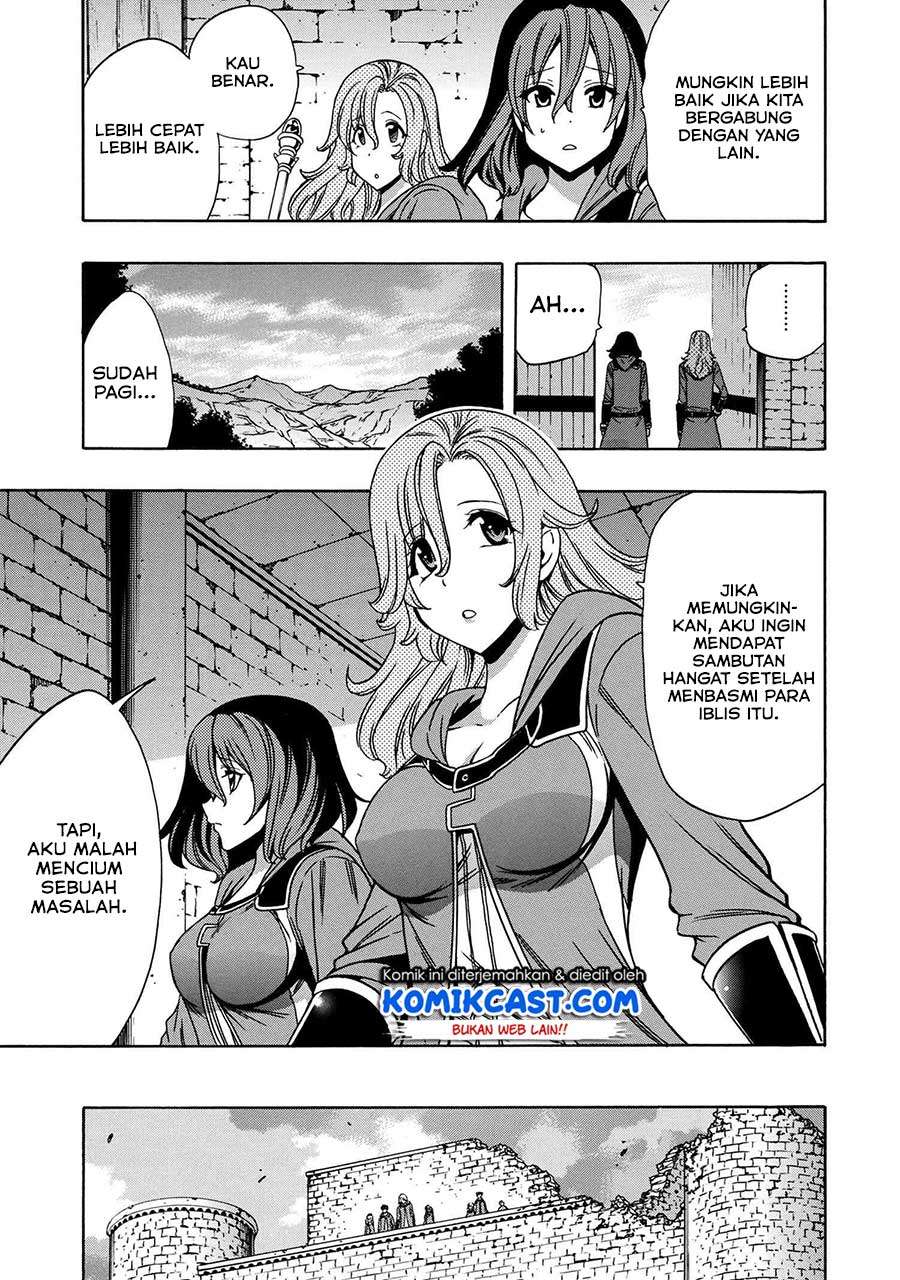 MUNGKIN LEBIH
BAIK JIKA KITA
BERGABUNG
DENGAN YANG
LAIN.
KAU
BENAR.
LEBIH CEPAT
LEBIH BAIK.
.........
AH...
SUDAH
PAGI...
JIKA
MEMUNGKIN-
KAN, AKU INGIN
MENDAPAT
SAMBUTAN
HANGAT SETELAH
MENBASMI PARA
IBLIS ITU.
TAPI,
AKU MALAH
MENCIUM
SEBUAH
MASALAH.
Komik ini diterjemahkan & diedit oleh
KOMIKCAST.COM
BUKAN WEB LAIN!!